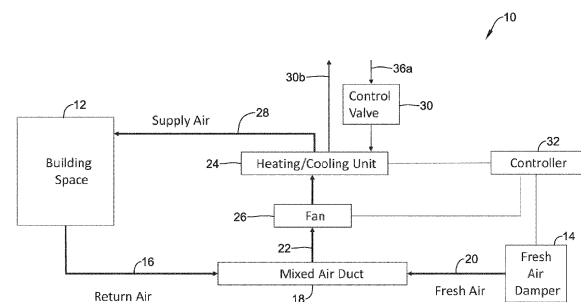 10
30b
36a
12
Supply Air
28
Control
Valve
30
Building
Space
24
Heating/Cooling Unit
32
Controller
26
Fan
14
22
20
Fresh
Air
Damper
16
Mixed Air Duct
Return Air
18
Fresh Air